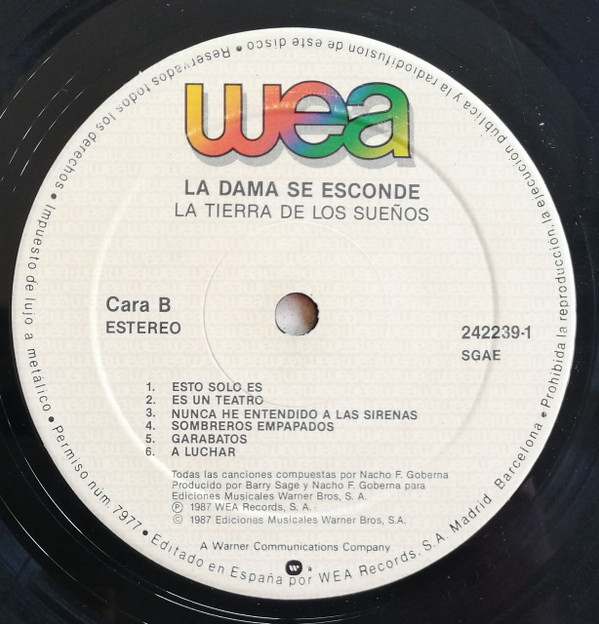 wea
LA DAMA SE ESCONDE
LA TIERRA DE LOS SUEÑOS
Cara B
ESTEREO
242239-1
SGAE
1. ESTO SOLO ES
2. ES UN TEATRO
3. NUNCA HE ENTENDIDO A LAS SIRENAS
4. SOMBREROS EMPAPADOS
5. GARABATOS
6. A LUCHAR
Todas las canciones compuestas por Nacho F. Goberna
Producido por Barry Sage y Nacho F. Goberna para
Ediciones Musicales Warner Bros, S. A.
Ⓟ 1987 WEA Records, S. A.
© 1987 Ediciones Musicales Warner Bros, S.A.
A Warner Communications Company
Impuesto de lujo a metálico • Permiso núm. 7977 • Editado en España por WEA Records, S.A. Madrid Barcelona • Prohibida la reproducción, la ejecución pública y la radiodifusion de este disco • Reservados todos los derechos •